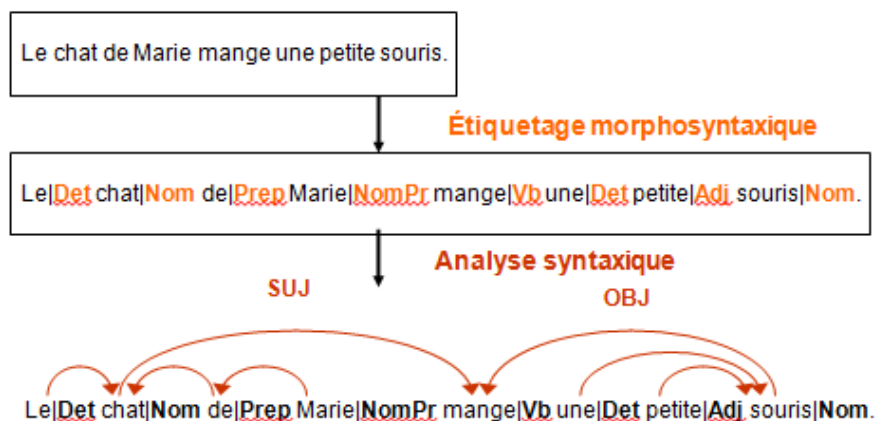 Le chat de Marie mange une petite souris.
Étiquetage morphosyntaxique
Le|Det chat|Nom de|Prep Marie|NomPr mange|Vb une|Det petite|Adj souris|Nom.
Analyse syntaxique
SUJ OBJ
Le|Det chat|Nom de|Prep Marie|NomPr mange|Vb une|Det petite|Adj souris|Nom.